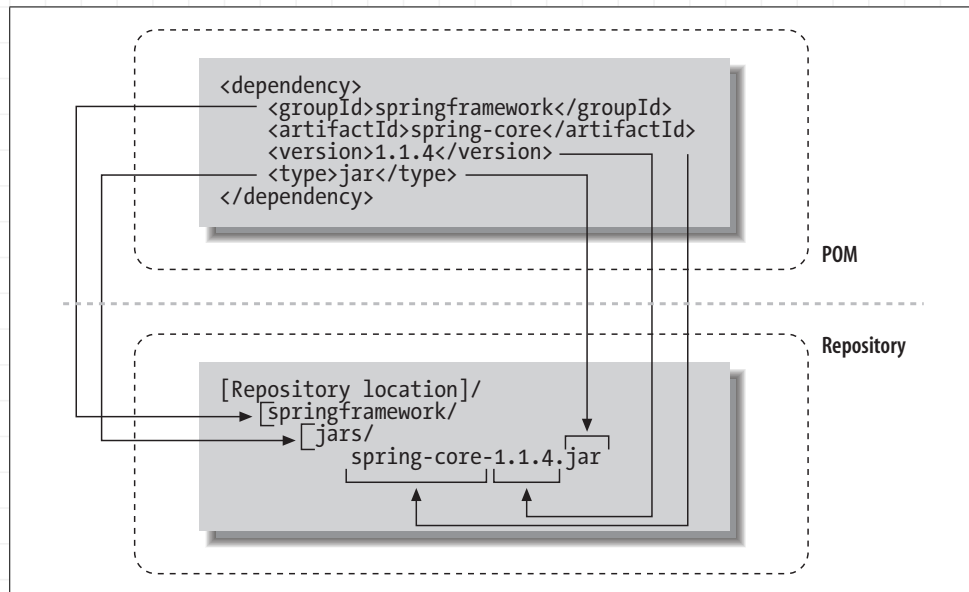 <dependency>
    <groupId>springframework</groupId>
    <artifactId>spring-core</artifactId>
    <version>1.1.4</version>
    <type>jar</type>
</dependency>
POM
Repository
[Repository location]/
    springframework/
        jars/
            spring-core-1.1.4.jar